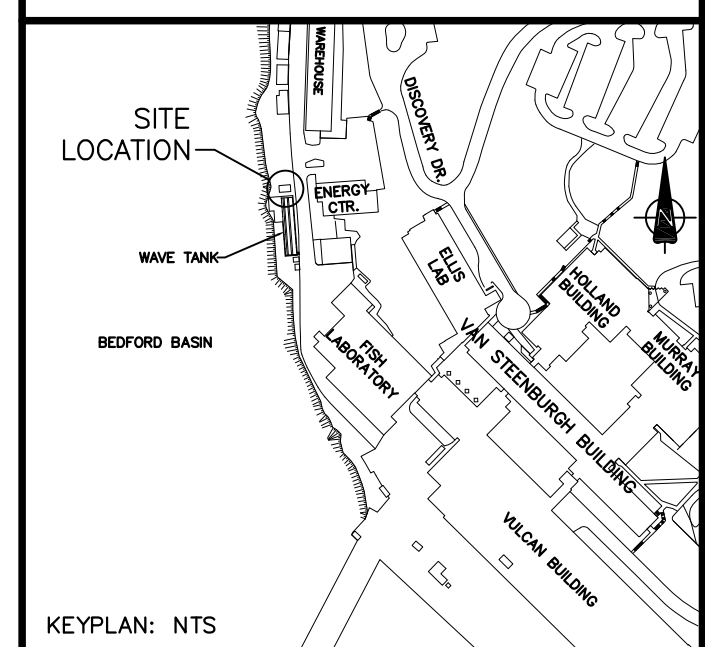 WAREHOUSE
DISCOVERY DR.
SITE
LOCATION
ENERGY
CTR.
N
WAVE TANK
ELLIS
LAB
HOLLAND
BUILDING
BEDFORD BASIN
FISH
LABORATORY
MURRAY
BUILDING
VAN STEENBURGH BUILDING
VULCAN BUILDING
KEYPLAN: NTS